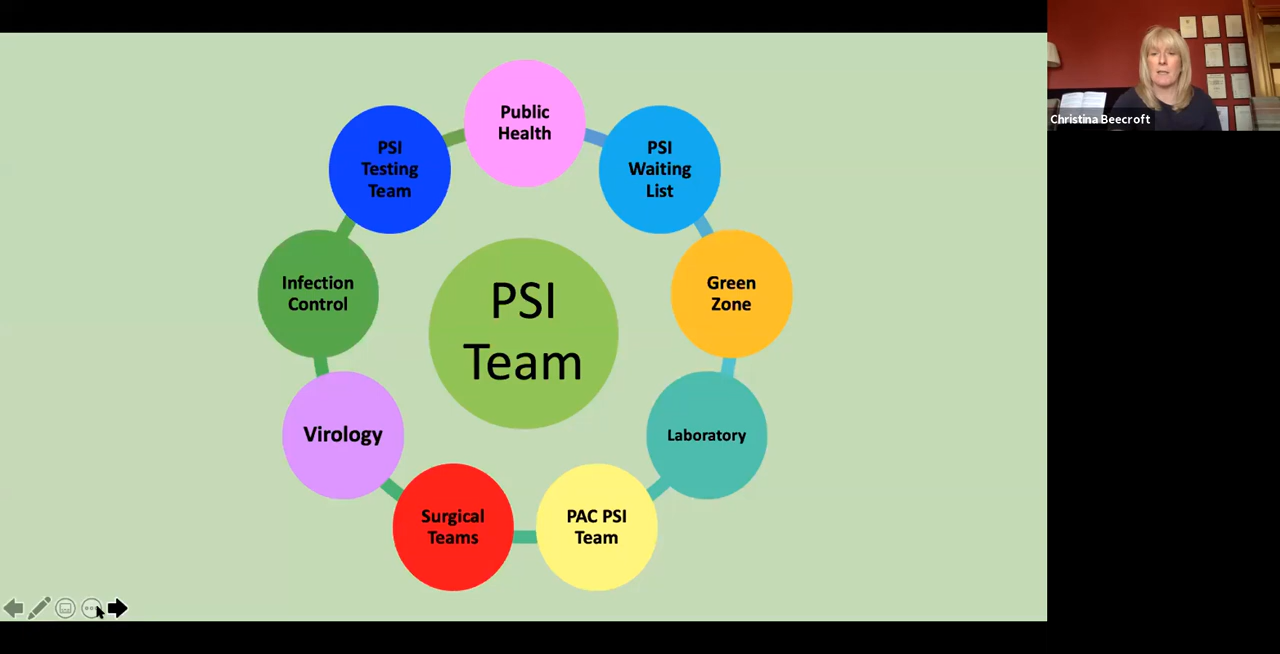 Public
Health
PSI
Testing
Team
PSI
Waiting
List
Infection
Control
Green
Zone
PSI
Team
Virology
Laboratory
Surgical
Teams
PAC PSI
Team
Christina Beecroft